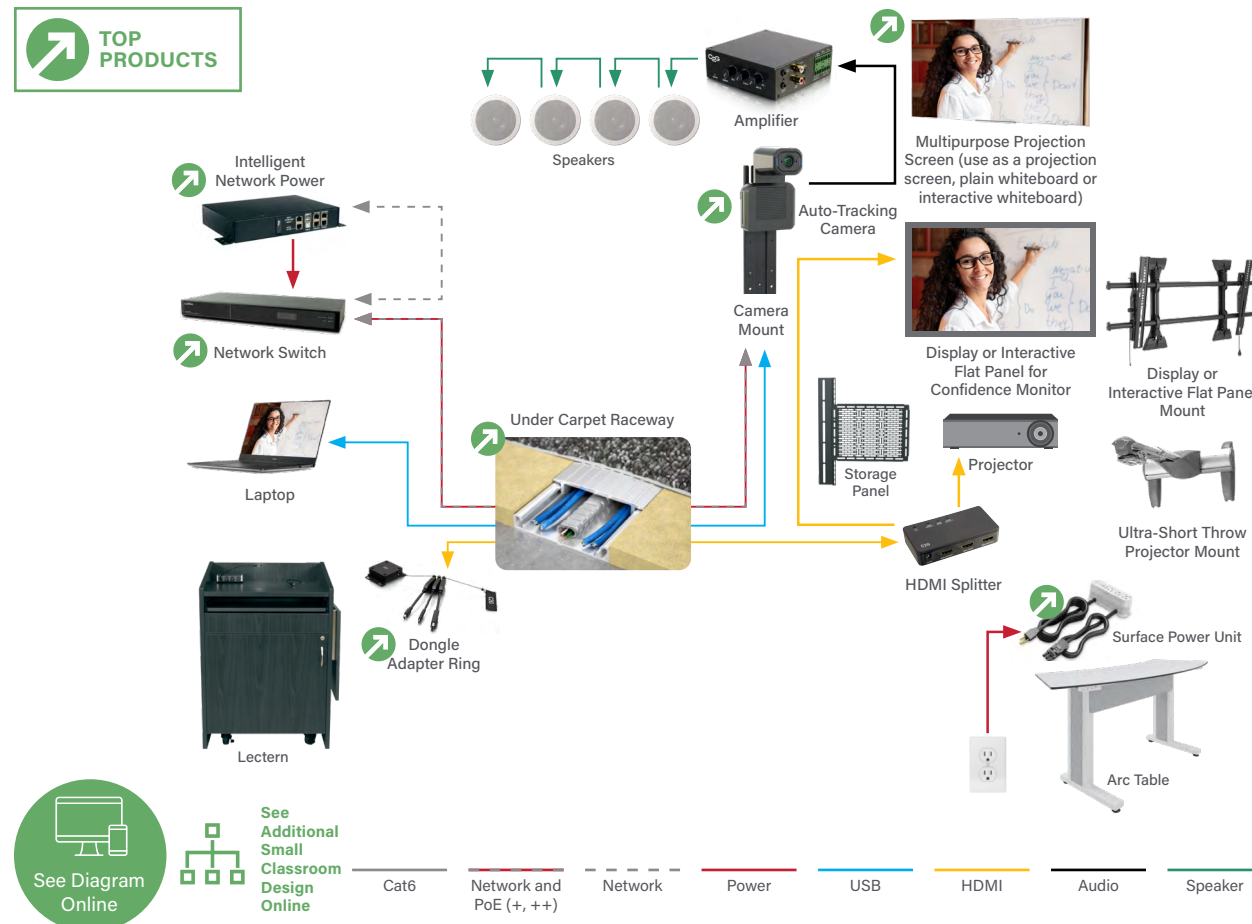 TOP
PRODUCTS
Amplifier
Speakers
Multipurpose Projection
Screen (use as a projection
screen, plain whiteboard or
interactive whiteboard)
Intelligent
Network Power
Auto-Tracking
Camera
Camera
Mount
Network Switch
Display or Interactive
Flat Panel for
Confidence Monitor
Display or
Interactive Flat Pane
Mount
Under Carpet Raceway
Laptop
Storage
Panel
Projector
Ultra-Short Throw
Projector Mount
HDMI Splitter
Dongle
Adapter Ring
Surface Power Unit
Lectern
Arc Table
See Diagram
Online
See
Additional
Small
Classroom
Design
Online
Cat6
Network and
PoE (+, ++)
Network
Power
USB
HDMI
Audio
Speaker